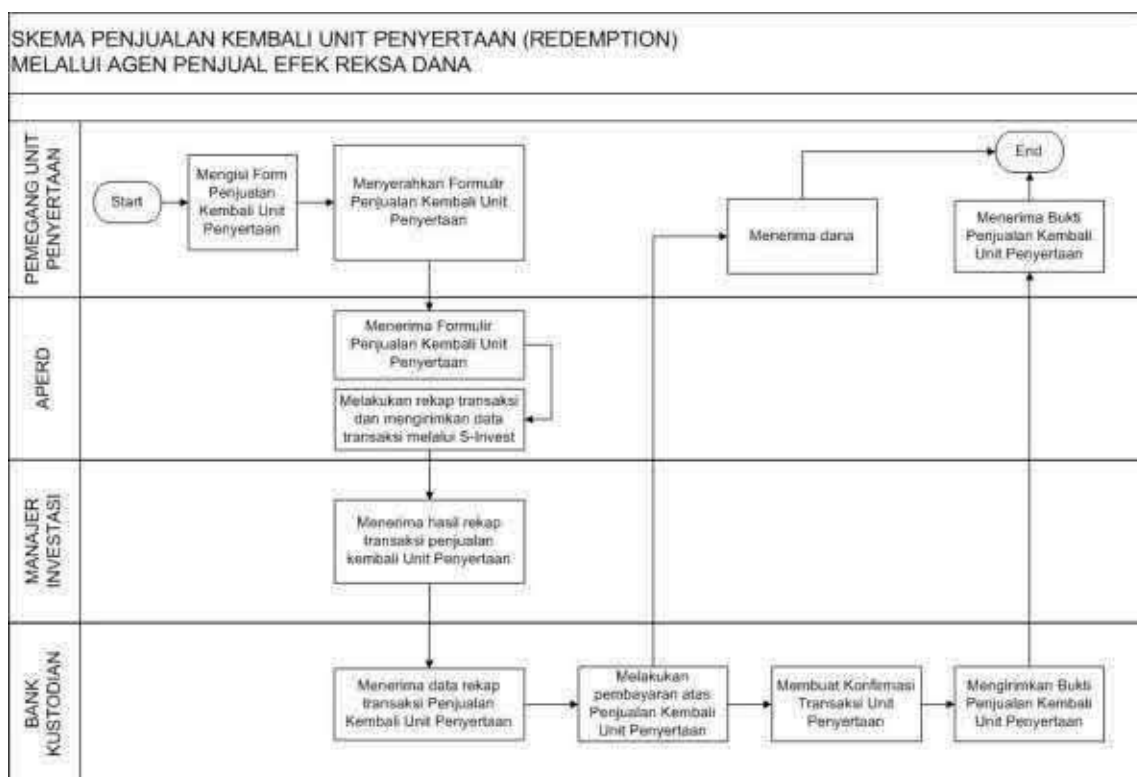 SKEMA PENJUALAN KEMBALI UNIT PENYERTAAN (REDEMPTION)
MELALUI AGEN PENJUAL EFEK REKSA DANA
PEMEGANG UNIT
PENYERTAAN
Start
Mengisi Form
Penjualan
Kembali Unit
Penyertaan
Menyerahkan Formulir
Penjualan Kembali Unit
Penyertaan
Menerima dana
End
Menerima Bukti
Penjualan Kembali
Unit Penyertaan
APERD
Menerima Formulir
Penjualan Kembali Unit
Penyertaan
Melakukan rekap transaksi
dan mengirimkan data
transaksi melalui S-Invest
MANAJER
INVESTASI
Menerima hasil rekap
transaksi penjualan
kembali Unit Penyertaan
BANK
KUSTODIAN
Menerima data rekap
transaksi Penjualan
Kembali Unit Penyertaan
Melakukan
pembayaran atas
Penjualan Kembali
Unit Penyertaan
Membuat Konfirmasi
Transaksi Unit
Penyertaan
Mengirimkan Bukti
Penjualan Kembali
Unit Penyertaan